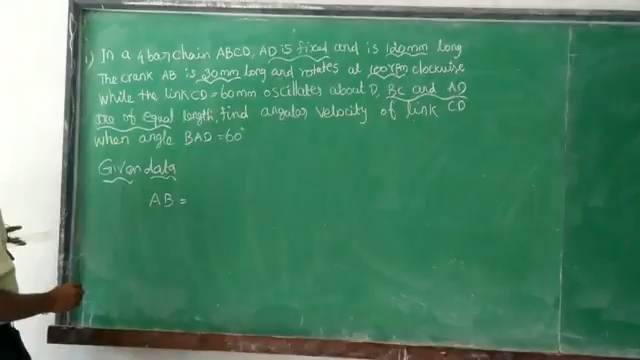 1) In a 4 bar chain ABCD, AD is fixed and is 120mm long
The crank AB is 30mm long and rotates at 100rpm clockwise
while the link CD = 60mm oscillates about D, BC and AD
are of equal length, find angular velocity of link CD
when angle BAD = 60°
Given data
AB =